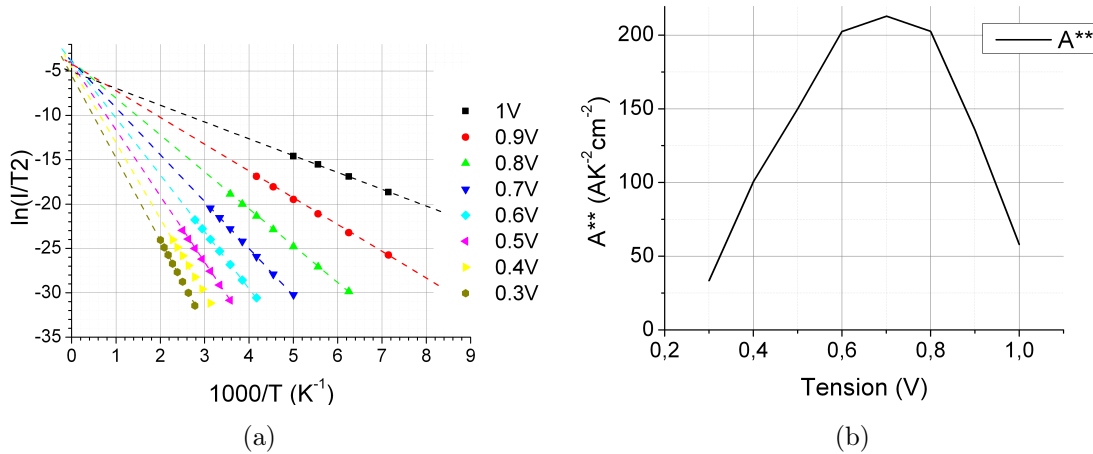 ln(I/T2)
-5
-10
-15
-20
-25
-30
-35
0 1 2 3 4 5 6 7 8 9
1000/T (K⁻¹)
1V
0.9V
0.8V
0.7V
0.6V
0.5V
0.4V
0.3V
(a)
A** (AK⁻²cm⁻²)
200
150
100
50
0
0,2 0,4 0,6 0,8 1,0
Tension (V)
A**
(b)